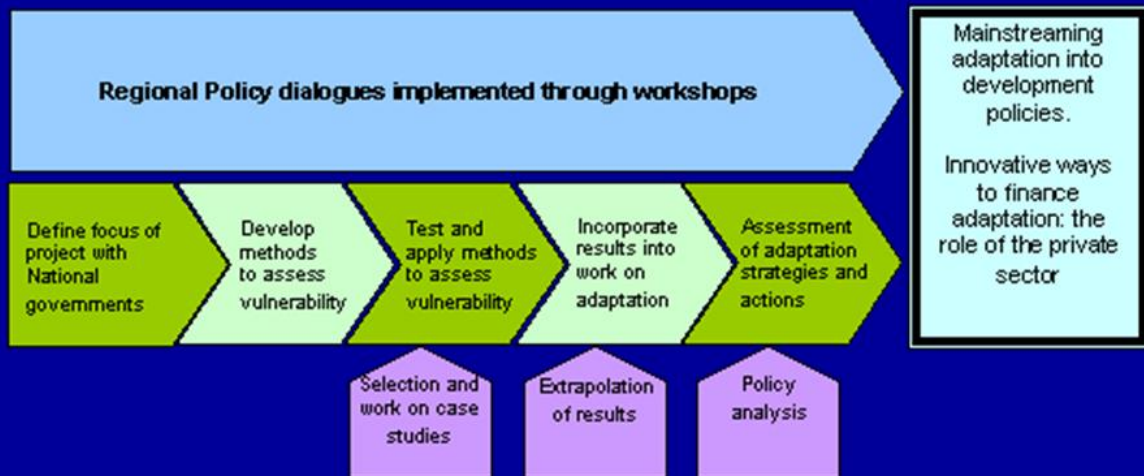 Regional Policy dialogues implemented through workshops
Mainstreaming
adaptation into
development
policies.
Innovative ways
to finance
adaptation: the
role of the private
sector
Define focus of
project with
National
governments
Develop
methods
to assess
vulnerability
Test and
apply methods
to assess
vulnerability
Incorporate
results into
work on
adaptation
Assessment
of adaptation
strategies and
actions
Selection and
work on case
studies
Extrapolation
of results
Policy
analysis